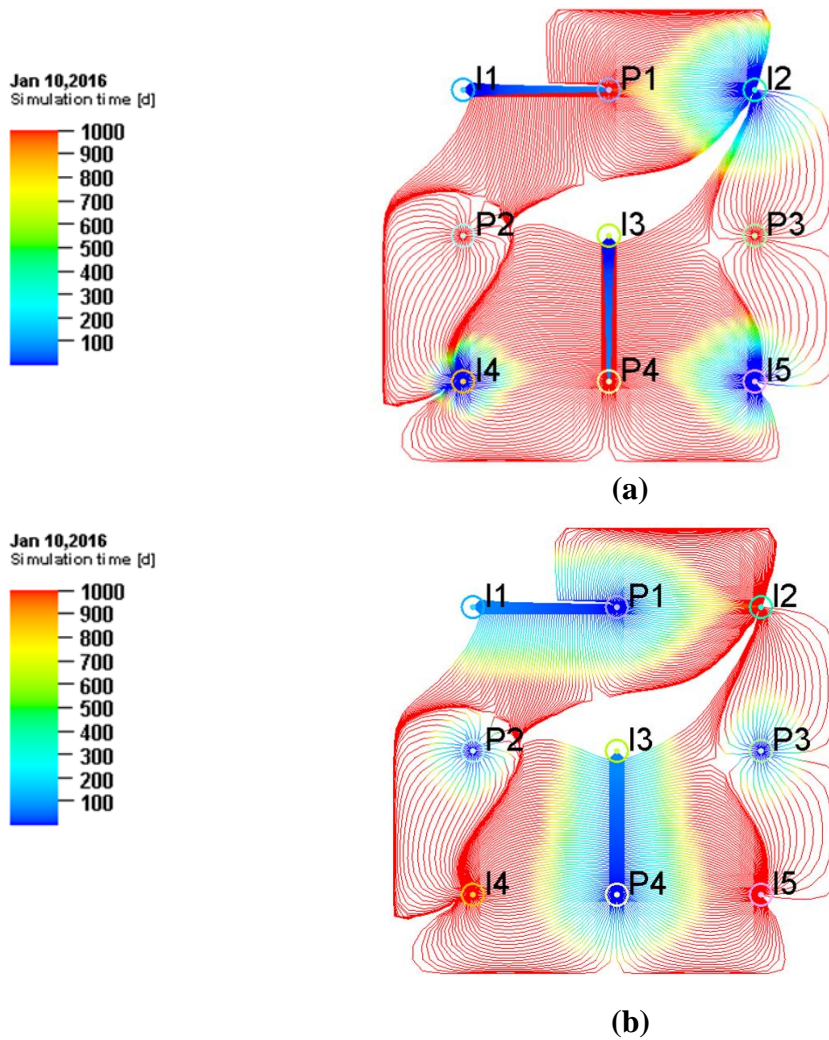 Jan 10,2016
Simulation time [d]
1000
900
800
700
600
500
400
300
200
100
I1
P1
I2
P2
I3
P3
I4
P4
I5
(a)
Jan 10,2016
Simulation time [d]
1000
900
800
700
600
500
400
300
200
100
I1
P1
I2
P2
I3
P3
I4
P4
I5
(b)